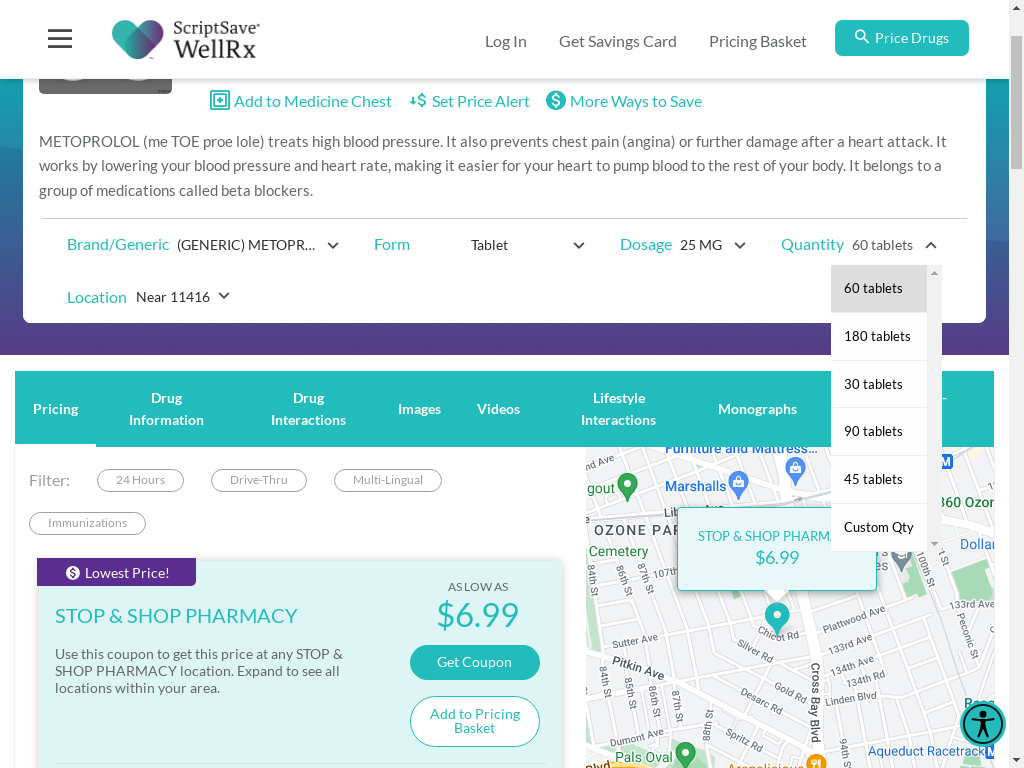 ScriptSave®
WellRx
Log In
Get Savings Card
Pricing Basket
Price Drugs
Add to Medicine Chest
Set Price Alert
More Ways to Save
METOPROLOL (me TOE proe lole) treats high blood pressure. It also prevents chest pain (angina) or further damage after a heart attack. It
works by lowering your blood pressure and heart rate, making it easier for your heart to pump blood to the rest of your body. It belongs to a
group of medications called beta blockers.
Brand/Generic (GENERIC) METOPR...
Form Tablet
Dosage 25 MG
Quantity 60 tablets
Location Near 11416
60 tablets
180 tablets
30 tablets
90 tablets
45 tablets
Custom Qty
Pricing
Drug
Information
Drug
Interactions
Images
Videos
Lifestyle
Interactions
Monographs
Filter:
24 Hours
Drive-Thru
Multi-Lingual
Immunizations
Lowest Price!
STOP & SHOP PHARMACY
Use this coupon to get this price at any STOP &
SHOP PHARMACY location. Expand to see all
locations within your area.
AS LOW AS
$6.99
Get Coupon
Add to Pricing
Basket
Furniture and Mattress...
nd Ave
gout
Marshalls
Lib
OZONE PAR
Cemetery
107th
STOP & SHOP PHARMA
$6.99
360 Ozon
Dollar
es
100th St
133rd Ave
Peconic St
84th St
Chicot Rd
Plattwood Ave
Sutter Ave
Silver Rd
134th Ave
Pitkin Ave
Linden Blvd
84th St
85th St
86th St
87th St
88th St
Gold Rd
Desarc Rd
Cross Bay Blvd
Spritz Rd
Dumont Ave
94th St
Pals Oval
Aqueduct Racetrack
Blvd